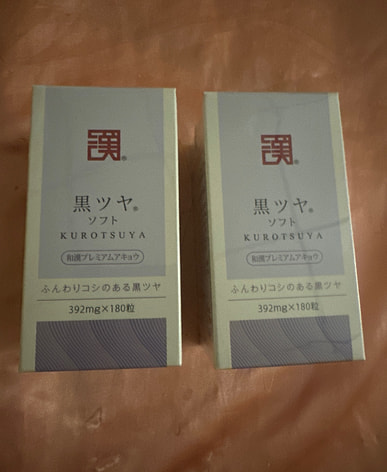 漢®
黒ツヤ®
ソフト
KUROTSUYA
和漢プレミアムアキョウ
ふんわりコシのある黒ツヤ
392mg×180粒
漢®
黒ツヤ®
ソフト
KUROTSUYA
和漢プレミアムアキョウ
ふんわりコシのある黒ツヤ
392mg×180粒